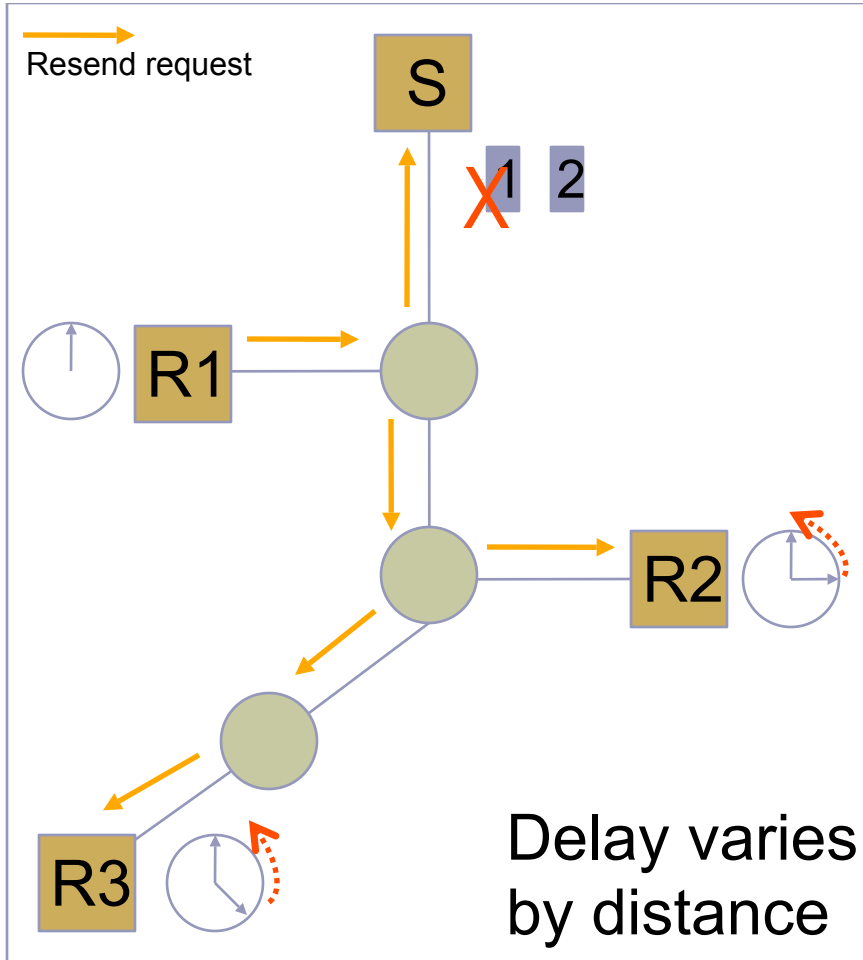 Resend request
S
1 2
R1
R2
R3
Delay varies
by distance